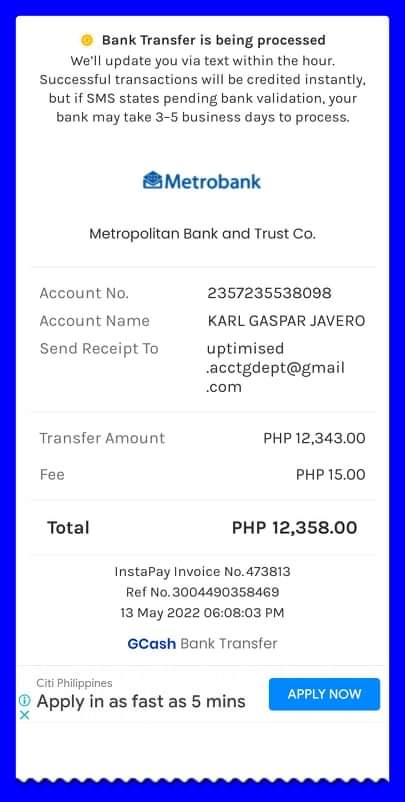 Bank Transfer is being processed
We'll update you via text within the hour.
Successful transactions will be credited instantly,
but if SMS states pending bank validation, your
bank may take 3–5 business days to process.
Metrobank
Metropolitan Bank and Trust Co.
Account No. 2357235538098
Account Name KARL GASPAR JAVERO
Send Receipt To uptimised
.acctgdept@gmail
.com
Transfer Amount PHP 12,343.00
Fee PHP 15.00
Total PHP 12,358.00
InstaPay Invoice No. 473813
Ref No. 3004490358469
13 May 2022 06:08:03 PM
GCash Bank Transfer
Citi Philippines
Apply in as fast as 5 mins
APPLY NOW